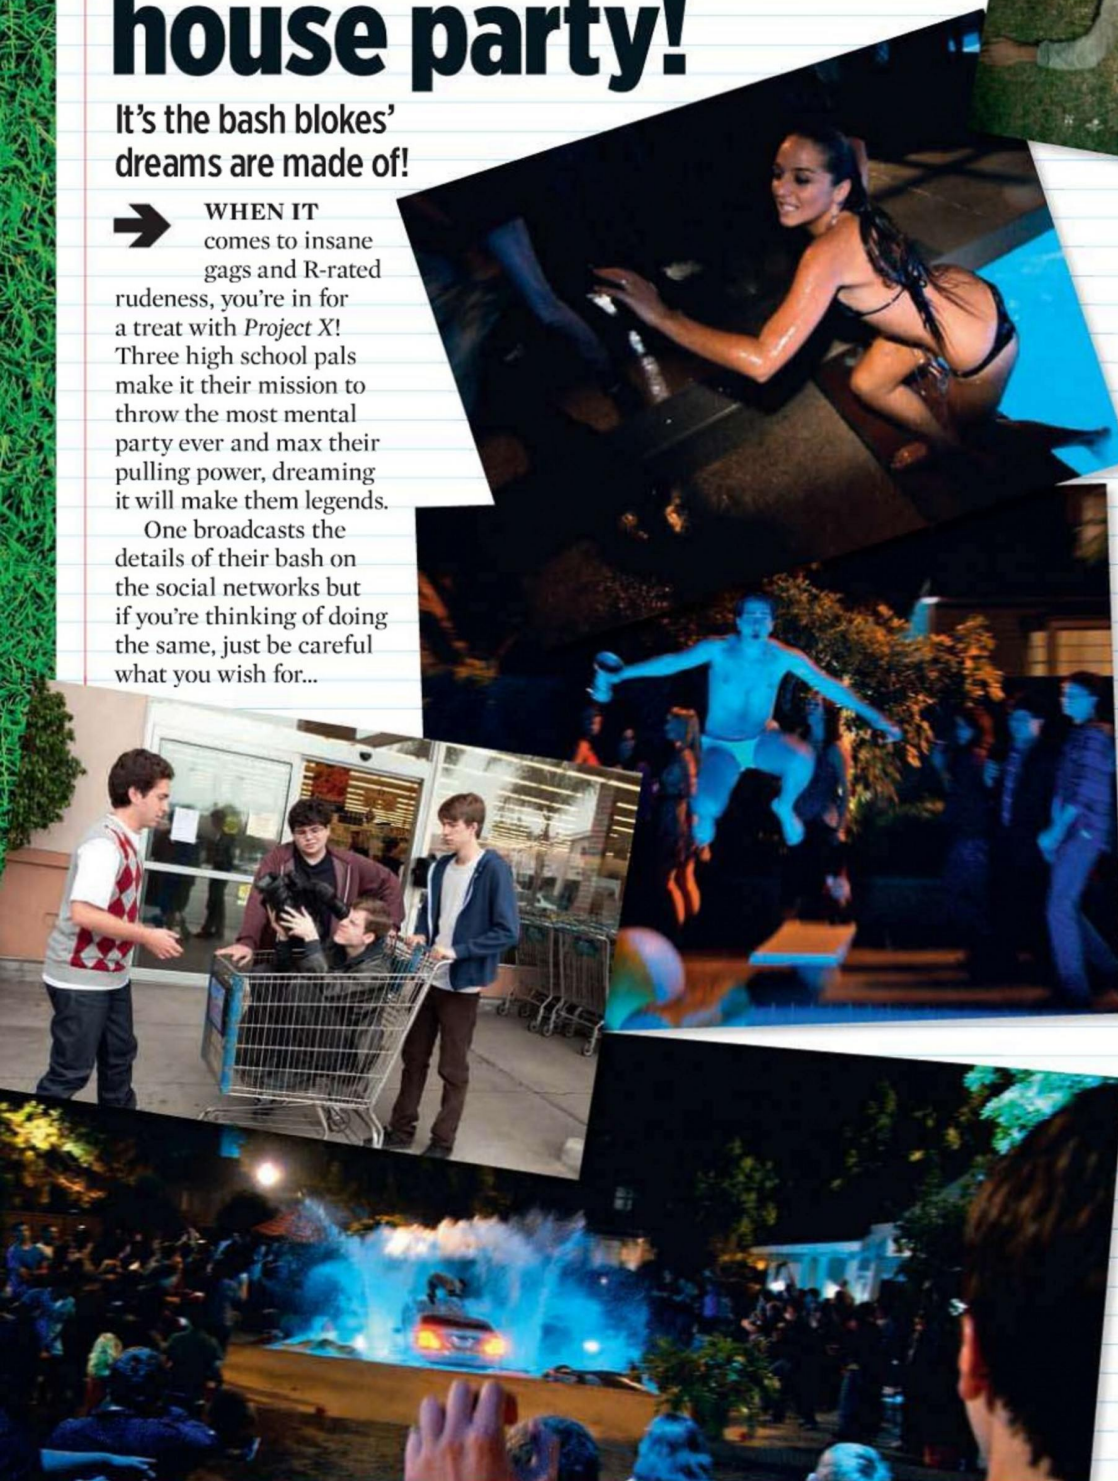 house party!
It's the bash blokes'
dreams are made of!
WHEN IT
comes to insane
gags and R-rated
rudeness, you're in for
a treat with Project X!
Three high school pals
make it their mission to
throw the most mental
party ever and max their
pulling power, dreaming
it will make them legends.
One broadcasts the
details of their bash on
the social networks but
if you're thinking of doing
the same, just be careful
what you wish for...